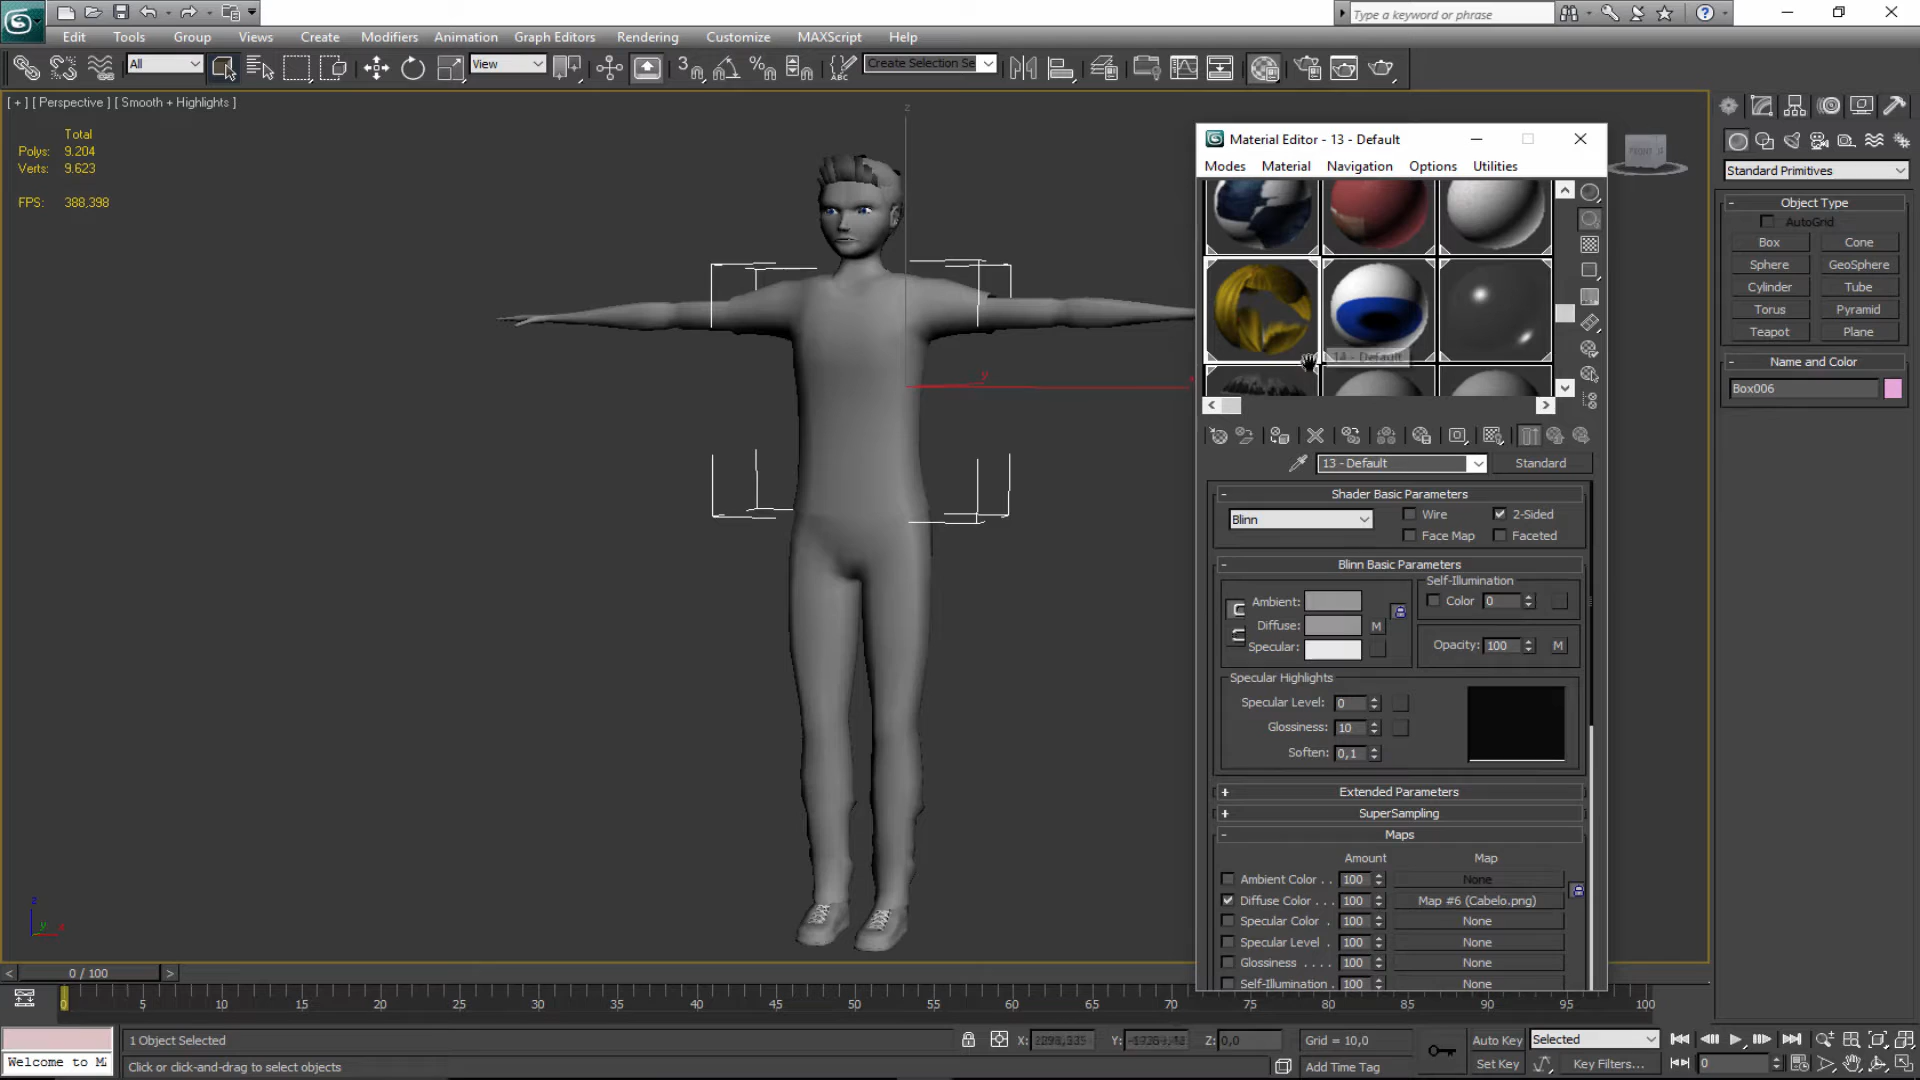 Type a keyword or phrase
Edit Tools Group Views Create Modifiers Animation Graph Editors Rendering Customize MAXScript Help
All View Create Selection Se
[ + ] [ Perspective ] [ Smooth + Highlights ]
Total
Polys: 9.204
Verts: 9.623
FPS: 388,398
z
y
x
Material Editor - 13 - Default
Modes Material Navigation Options Utilities
14 - Default
13 - Default Standard
- Shader Basic Parameters
Blinn Wire 2-Sided
Face Map Faceted
- Blinn Basic Parameters
Self-Illumination
Ambient: Color 0
Diffuse: M
Specular: Opacity: 100 M
Specular Highlights
Specular Level: 0
Glossiness: 10
Soften: 0,1
+ Extended Parameters
+ SuperSampling
- Maps
Amount Map
Ambient Color . . 100 None
Diffuse Color . . . 100 Map #6 (Cabelo.png)
Specular Color . 100 None
Specular Level . 100 None
Glossiness . . . . 100 None
Self-Illumination . 100 None
Standard Primitives
- Object Type
AutoGrid
Box Cone
Sphere GeoSphere
Cylinder Tube
Torus Pyramid
Teapot Plane
- Name and Color
Box006
z
y x
< 0 / 100 >
0 5 10 15 20 25 30 35 40 45 50 55 60 65 70 75 80 85 90 95 100
1 Object Selected X: Y: Z: 0,0 Grid = 10,0 Auto Key Selected
Welcome to M Click or click-and-drag to select objects Add Time Tag Set Key Key Filters... 0